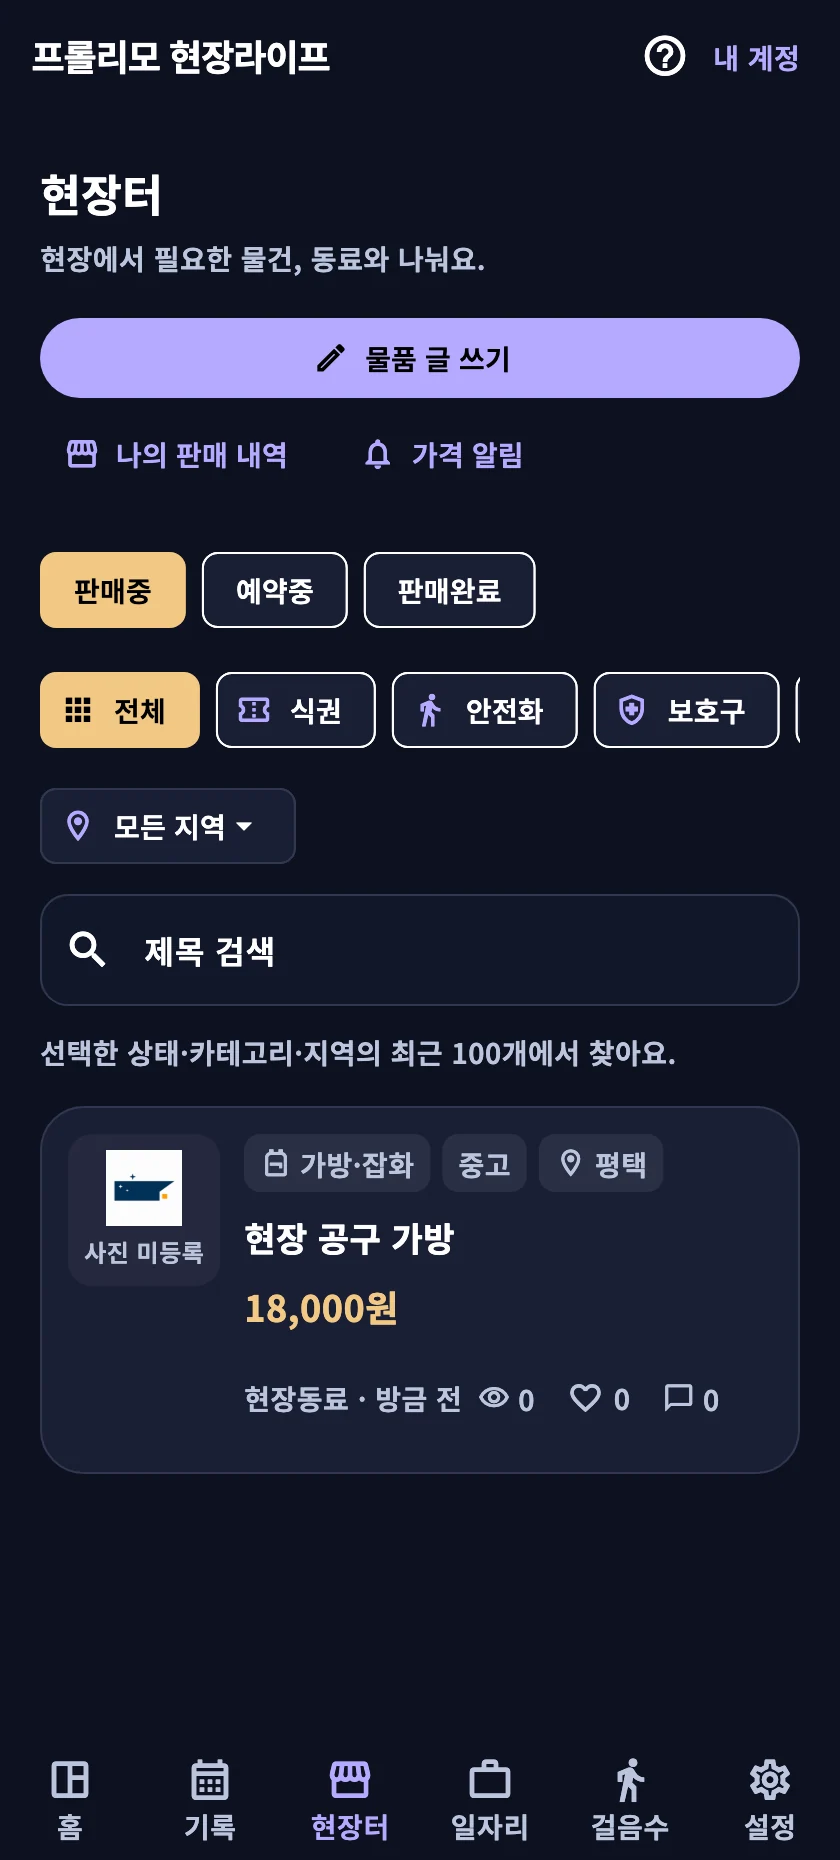 프롤리모 현장라이프
내 계정
현장터
현장에서 필요한 물건, 동료와 나눠요.
물품 글 쓰기
나의 판매 내역
가격 알림
판매중
예약중
판매완료
전체
식권
안전화
보호구
모든 지역
제목 검색
선택한 상태·카테고리·지역의 최근 100개에서 찾아요.
사진 미등록
가방·잡화
중고
평택
현장 공구 가방
18,000원
현장동료 · 방금 전
0
0
0
홈
기록
현장터
일자리
걸음수
설정